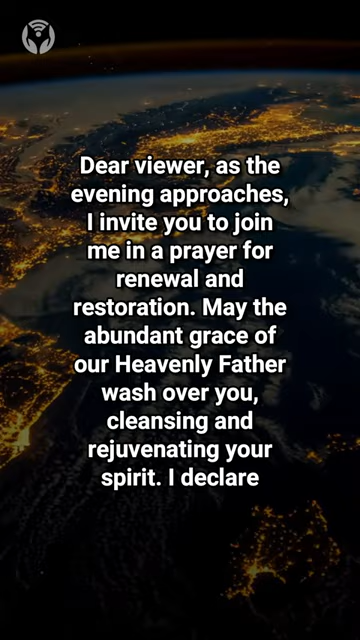 Dear viewer, as the
evening approaches,
I invite you to join
me in a prayer for
renewal and
restoration. May the
abundant grace of
our Heavenly Father
wash over you,
cleansing and
rejuvenating your
spirit. I declare